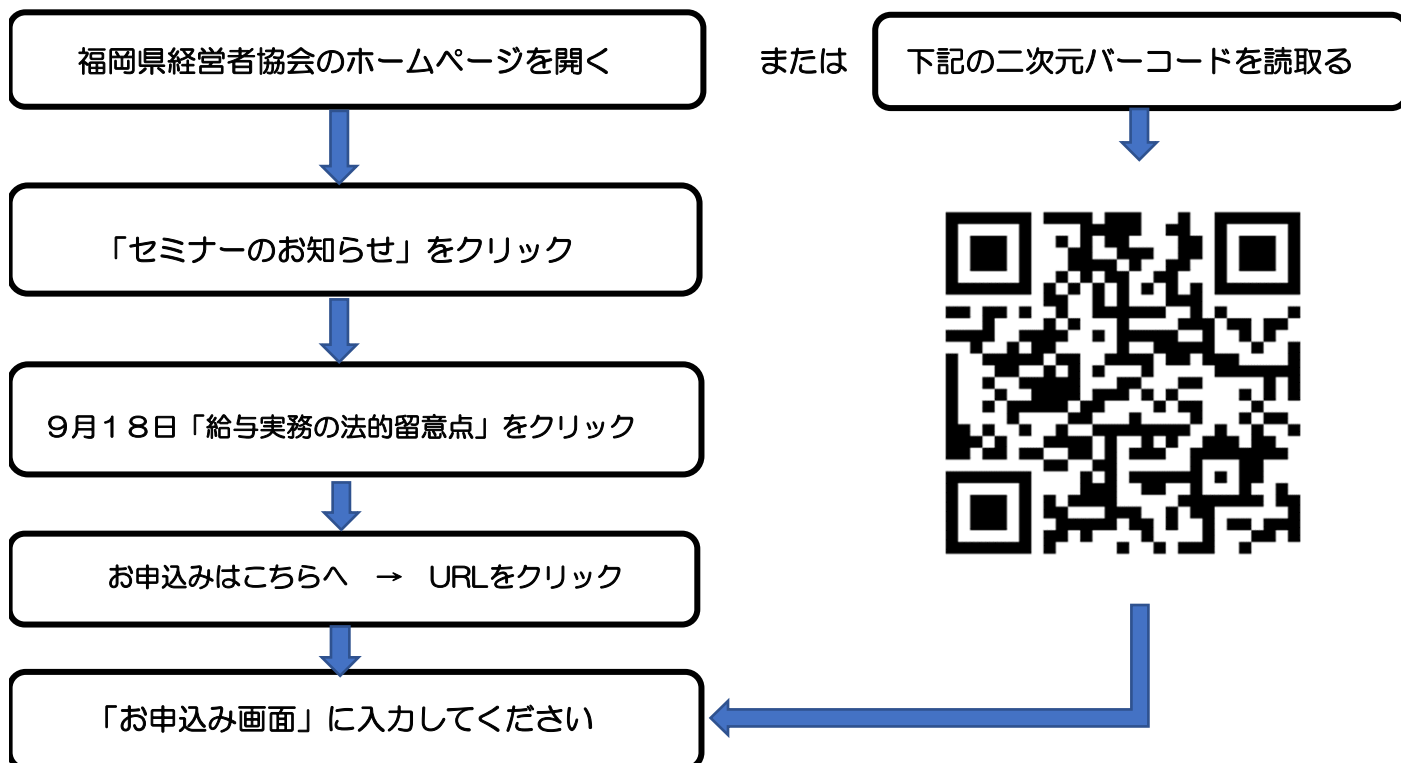 福岡県経営者協会のホームページを開く
または
下記の二次元バーコードを読取る
「セミナーのお知らせ」をクリック
９月１８日「給与実務の法的留意点」をクリック
お申込みはこちらへ　→　URLをクリック
「お申込み画面」に入力してください